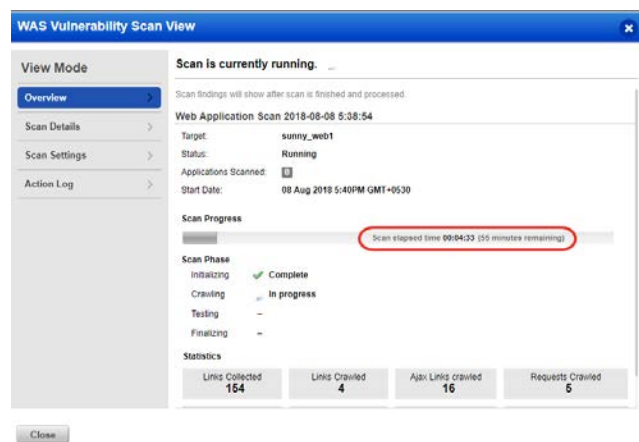 WAS Vulnerability Scan View
View Mode
Overview
Scan Details
Scan Settings
Action Log
Scan is currently running.
Scan findings will show after scan is finished and processed.
Web Application Scan 2018-08-08 5:38:54
Target: sunny_web1
Status: Running
Applications Scanned: 0
Start Date: 08 Aug 2018 5:40PM GMT+0530
Scan Progress
Scan elapsed time 00:04:33 (55 minutes remaining)
Scan Phase
Initializing Complete
Crawling In progress
Testing –
Finalizing –
Statistics
Links Collected Links Crawled Ajax Links crawled Requests Crawled
154 4 16 5
Close